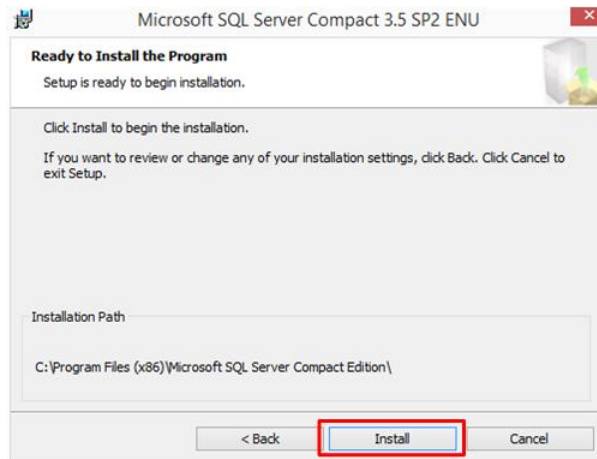 Microsoft SQL Server Compact 3.5 SP2 ENU
Ready to Install the Program
Setup is ready to begin installation.
Click Install to begin the installation.
If you want to review or change any of your installation settings, click Back. Click Cancel to
exit Setup.
Installation Path
C:\Program Files (x86)\Microsoft SQL Server Compact Edition\
< Back Install Cancel